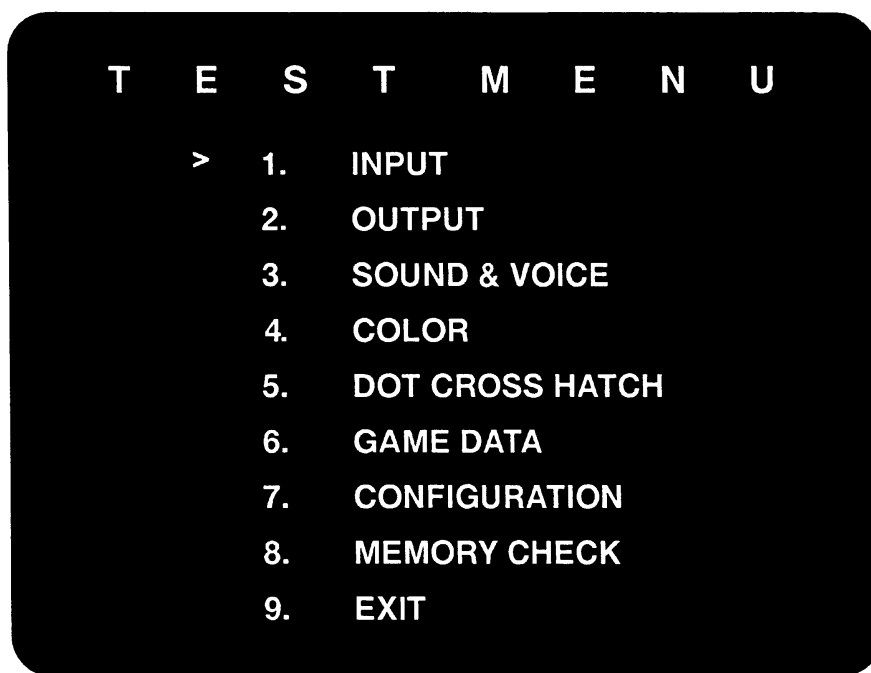 T E S T M E N U
> 1. INPUT
2. OUTPUT
3. SOUND & VOICE
4. COLOR
5. DOT CROSS HATCH
6. GAME DATA
7. CONFIGURATION
8. MEMORY CHECK
9. EXIT